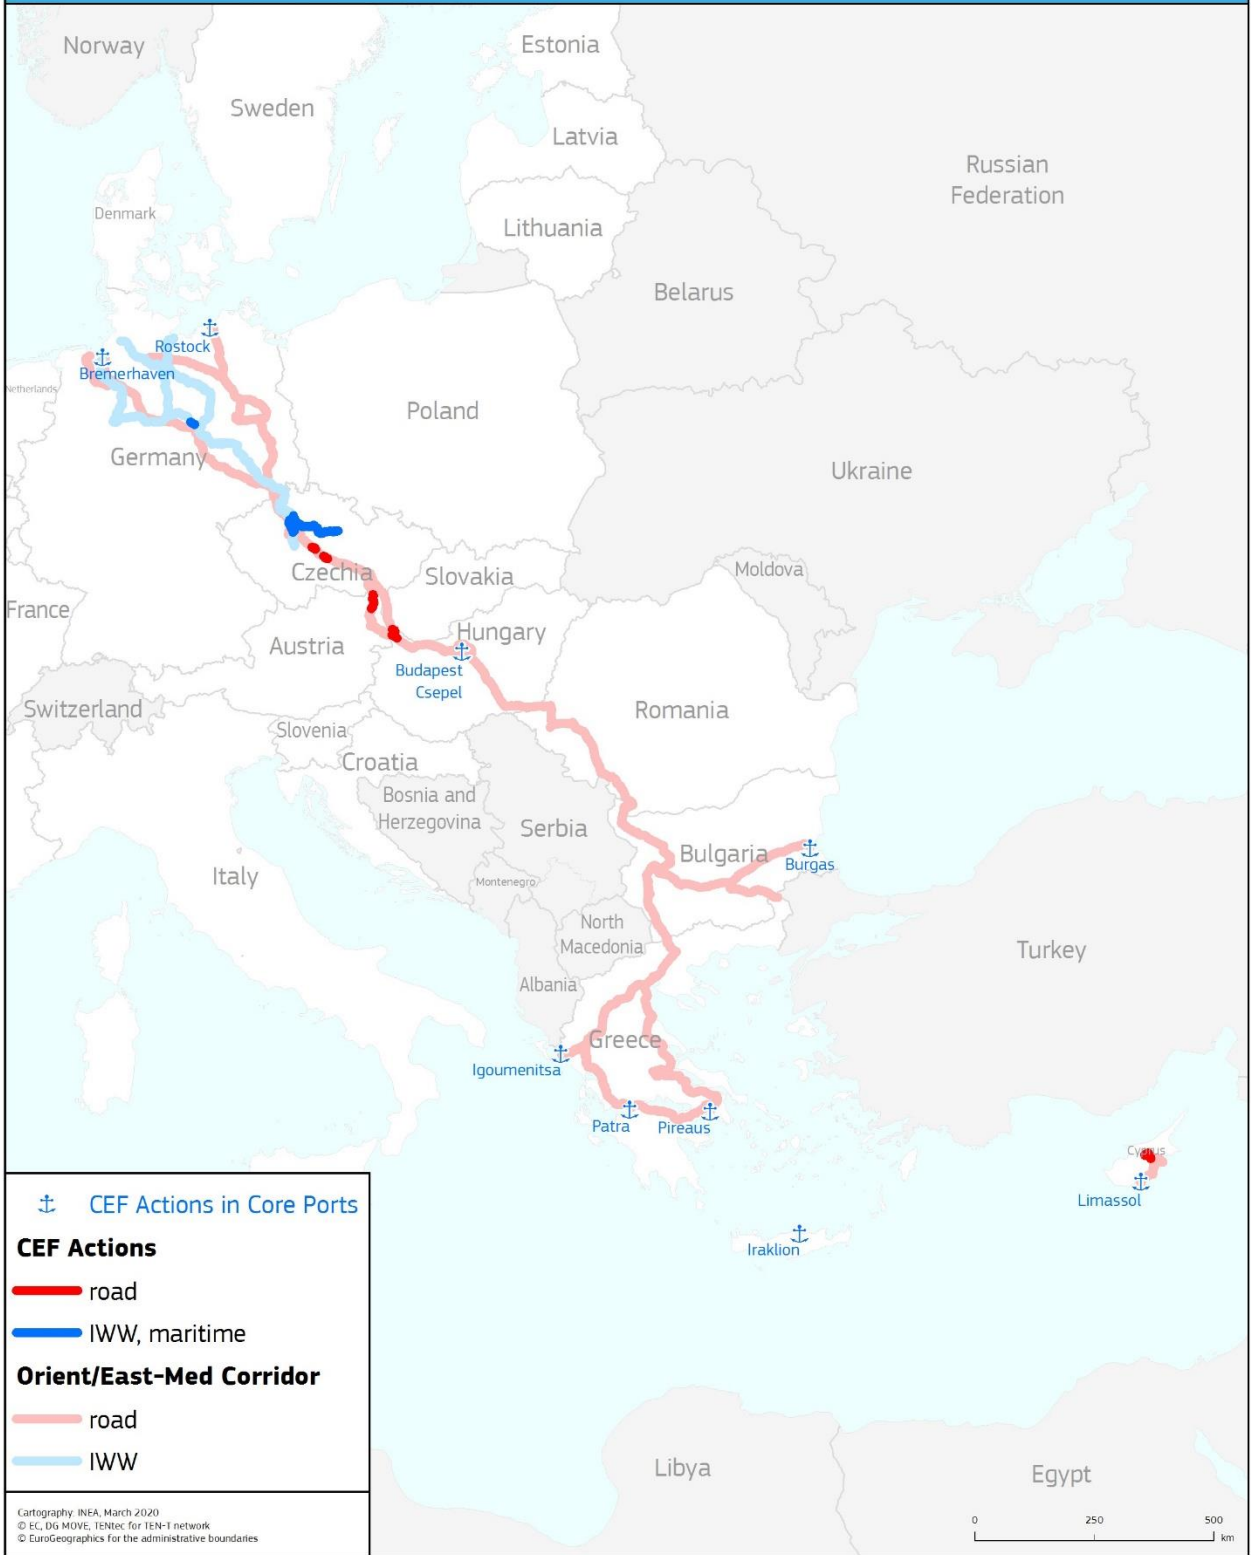 Norway
Estonia
Sweden
Latvia
Russian
Federation
Denmark
Lithuania
Belarus
Rostock
Bremerhaven
Netherlands
Poland
Germany
Ukraine
Czechia
Slovakia
Moldova
France
Hungary
Austria
Budapest
Csepel
Switzerland
Romania
Slovenia
Croatia
Bosnia and
Herzegovina
Serbia
Bulgaria
Burgas
Italy
Montenegro
North
Macedonia
Turkey
Albania
Greece
Igoumenitsa
Patra
Pireaus
Cyprus
Limassol
Iraklion
CEF Actions in Core Ports
CEF Actions
road
IWW, maritime
Orient/East-Med Corridor
road
IWW
Libya
Egypt
Cartography: INEA, March 2020
© EC, DG MOVE, TENtec for TEN-T network
© EuroGeographics for the administrative boundaries
0 250 500
km